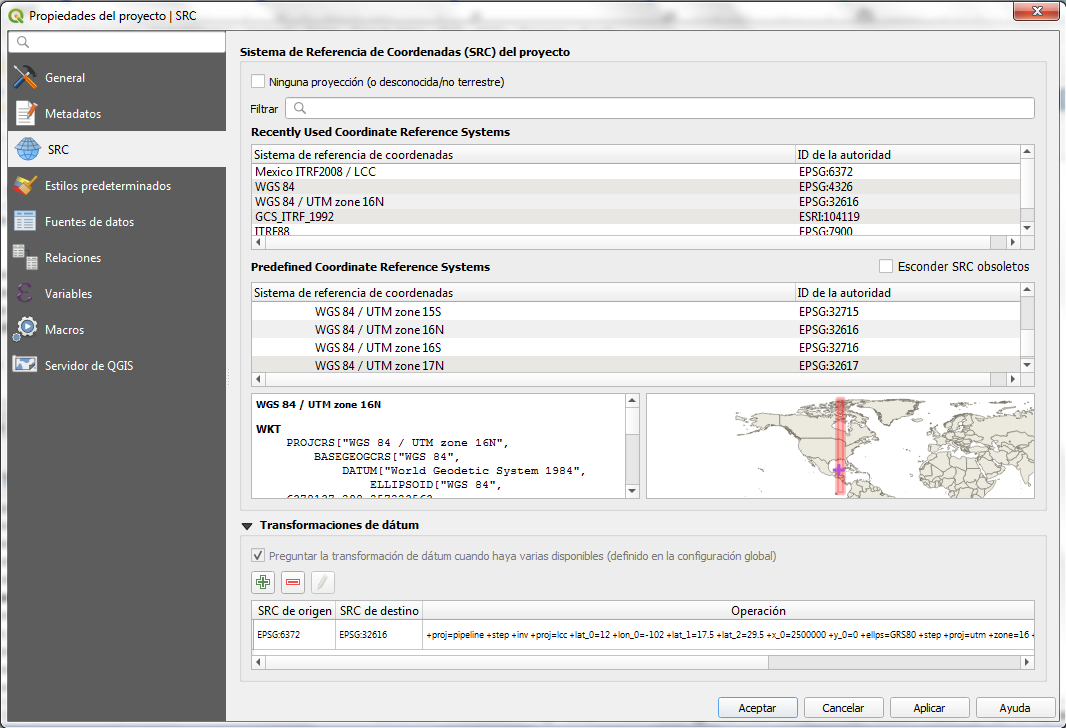 Propiedades del proyecto | SRC
General
Metadatos
SRC
Estilos predeterminados
Fuentes de datos
Relaciones
Variables
Macros
Servidor de QGIS
Sistema de Referencia de Coordenadas (SRC) del proyecto
Ninguna proyección (o desconocida/no terrestre)
Filtrar
Recently Used Coordinate Reference Systems
Sistema de referencia de coordenadas ID de la autoridad
Mexico ITRF2008 / LCC EPSG:6372
WGS 84 EPSG:4326
WGS 84 / UTM zone 16N EPSG:32616
GCS_ITRF_1992 ESRI:104119
ITRF88 EPSG:7900
Predefined Coordinate Reference Systems
Esconder SRC obsoletos
Sistema de referencia de coordenadas ID de la autoridad
WGS 84 / UTM zone 15S EPSG:32715
WGS 84 / UTM zone 16N EPSG:32616
WGS 84 / UTM zone 16S EPSG:32716
WGS 84 / UTM zone 17N EPSG:32617
WGS 84 / UTM zone 16N
WKT
PROJCRS["WGS 84 / UTM zone 16N",
BASEGEOGCRS["WGS 84",
DATUM["World Geodetic System 1984",
ELLIPSOID["WGS 84",
Transformaciones de dátum
Preguntar la transformación de dátum cuando haya varias disponibles (definido en la configuración global)
SRC de origen SRC de destino Operación
EPSG:6372 EPSG:32616 +proj=pipeline +step +inv +proj=lcc +lat_0=12 +lon_0=-102 +lat_1=17.5 +lat_2=29.5 +x_0=2500000 +y_0=0 +ellps=GRS80 +step +proj=utm +zone=16 +
Aceptar Cancelar Aplicar Ayuda